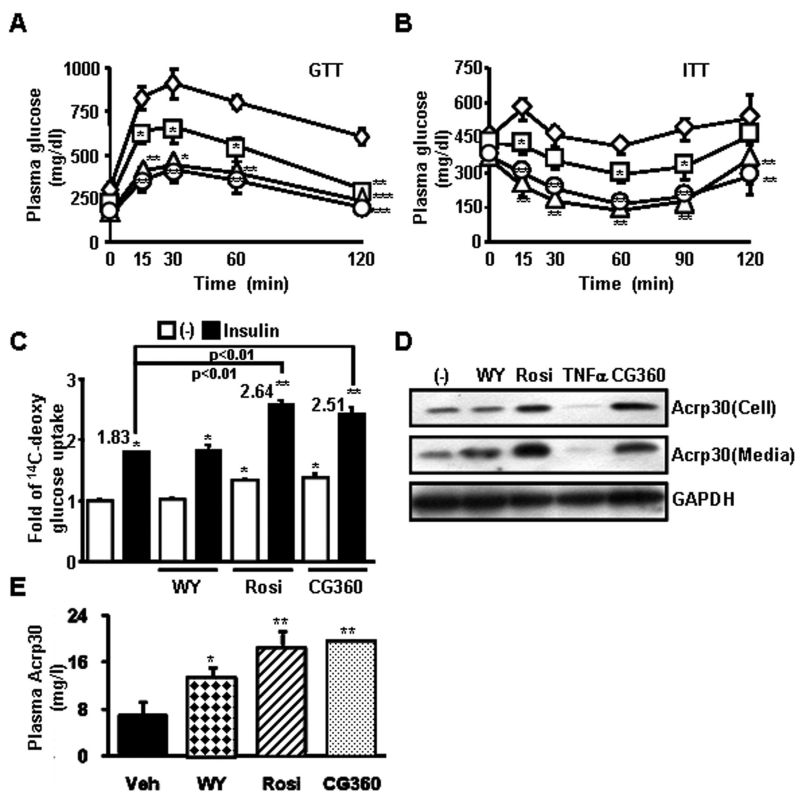 A
B
GTT
ITT
Plasma glucose
(mg/dl)
1000
750
500
250
0
0 15 30 60 120
Time (min)
Plasma glucose
(mg/dl)
750
600
450
300
150
0
0 15 30 60 90 120
Time (min)
C
(-) Insulin
p<0.01
p<0.01
Fold of ¹⁴C-deoxy
glucose uptake
3
2
1
0
1.83 *
*
*
2.64 **
*
2.51 **
WY Rosi CG360
D
(-) WY Rosi TNFα CG360
Acrp30(Cell)
Acrp30(Media)
GAPDH
E
Plasma Acrp30
(mg/l)
24
16
8
0
*
**
**
Veh WY Rosi CG360